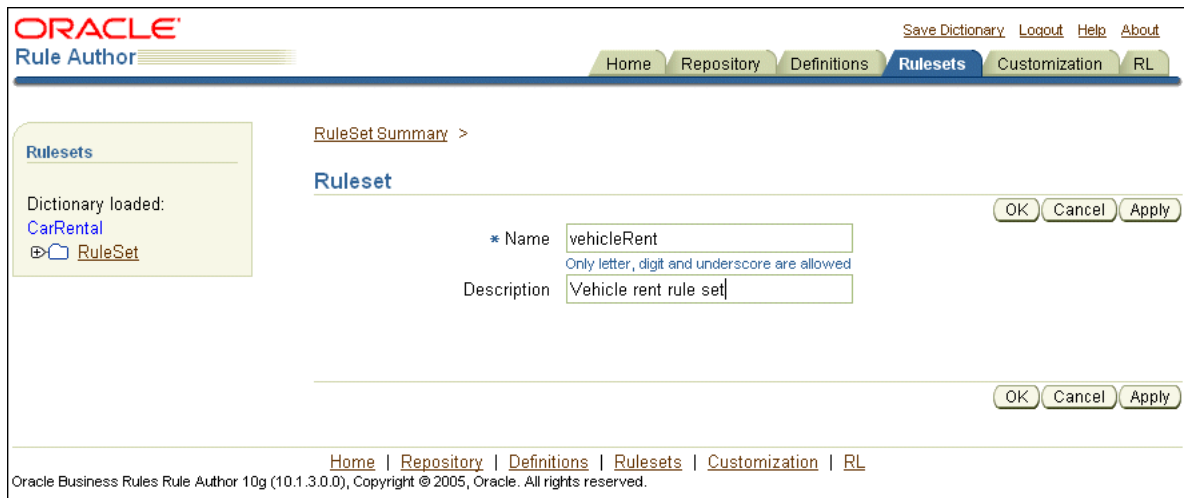 ORACLE
Rule Author
Save Dictionary Logout Help About
Home Repository Definitions Rulesets Customization RL
Rulesets
Dictionary loaded:
CarRental
RuleSet
RuleSet Summary >
Ruleset
OK Cancel Apply
* Name vehicleRent
Only letter, digit and underscore are allowed
Description Vehicle rent rule set
OK Cancel Apply
Home | Repository | Definitions | Rulesets | Customization | RL
Oracle Business Rules Rule Author 10g (10.1.3.0.0), Copyright © 2005, Oracle. All rights reserved.